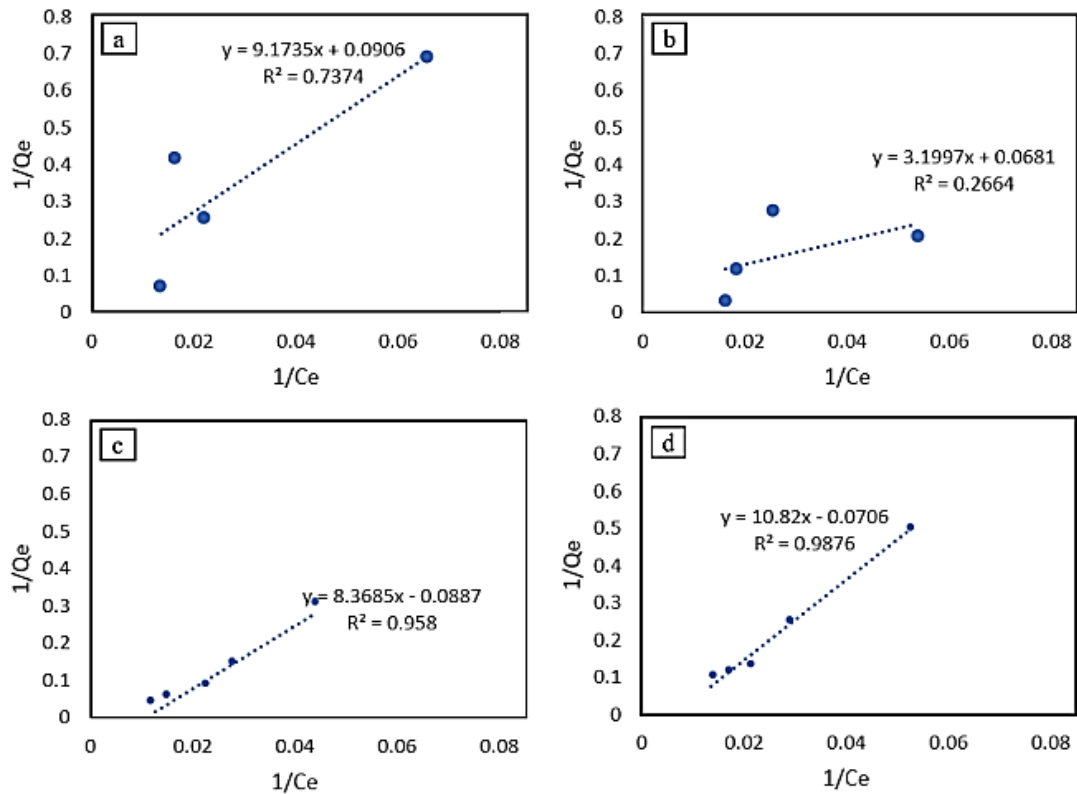 a
y = 9.1735x + 0.0906
R² = 0.7374
0.8
0.7
0.6
0.5
0.4
0.3
0.2
0.1
0
1/Qe
0 0.02 0.04 0.06 0.08
1/Ce
b
y = 3.1997x + 0.0681
R² = 0.2664
0.8
0.7
0.6
0.5
0.4
0.3
0.2
0.1
0
1/Qe
0 0.02 0.04 0.06 0.08
1/Ce
c
y = 8.3685x - 0.0887
R² = 0.958
0.8
0.7
0.6
0.5
0.4
0.3
0.2
0.1
0
1/Qe
0 0.02 0.04 0.06 0.08
1/Ce
d
y = 10.82x - 0.0706
R² = 0.9876
0.8
0.7
0.6
0.5
0.4
0.3
0.2
0.1
0
1/Qe
0 0.02 0.04 0.06 0.08
1/Ce